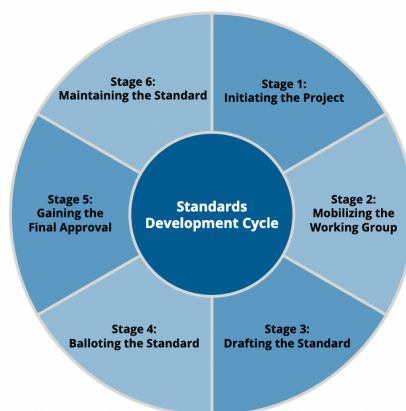 Standards
Development Cycle
Stage 1:
Initiating the Project
Stage 2:
Mobilizing the
Working Group
Stage 3:
Drafting the Standard
Stage 4:
Balloting the Standard
Stage 5:
Gaining the
Final Approval
Stage 6:
Maintaining the Standard